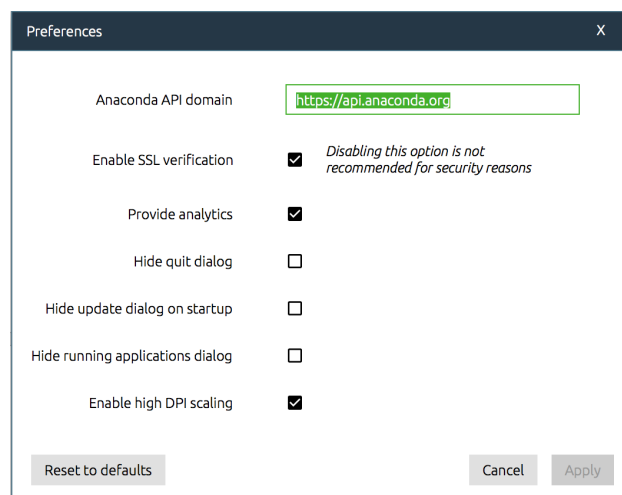 Preferences X
Anaconda API domain https://api.anaconda.org
Enable SSL verification Disabling this option is not
recommended for security reasons
Provide analytics
Hide quit dialog
Hide update dialog on startup
Hide running applications dialog
Enable high DPI scaling
Reset to defaults Cancel Apply